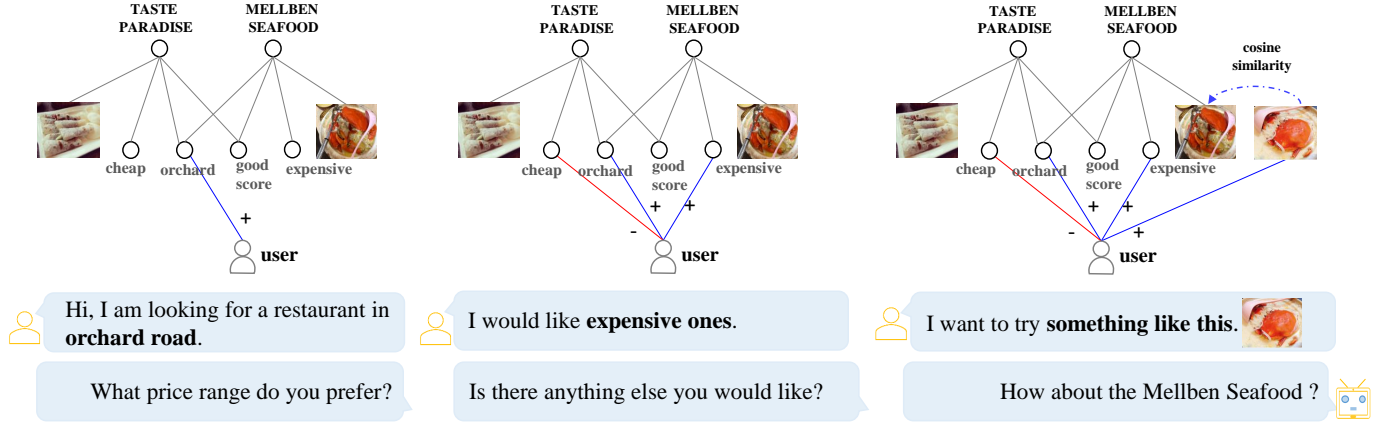 TASTE
PARADISE
MELLBEN
SEAFOOD
cheap
orchard
good
score
expensive
+
user
Hi, I am looking for a restaurant in
orchard road.
What price range do you prefer?
TASTE
PARADISE
MELLBEN
SEAFOOD
cheap
orchard
good
score
expensive
+
+
-
user
I would like expensive ones.
Is there anything else you would like?
TASTE
PARADISE
MELLBEN
SEAFOOD
cosine
similarity
cheap
orchard
good
score
expensive
+
+
-
+
user
I want to try something like this.
How about the Mellben Seafood ?